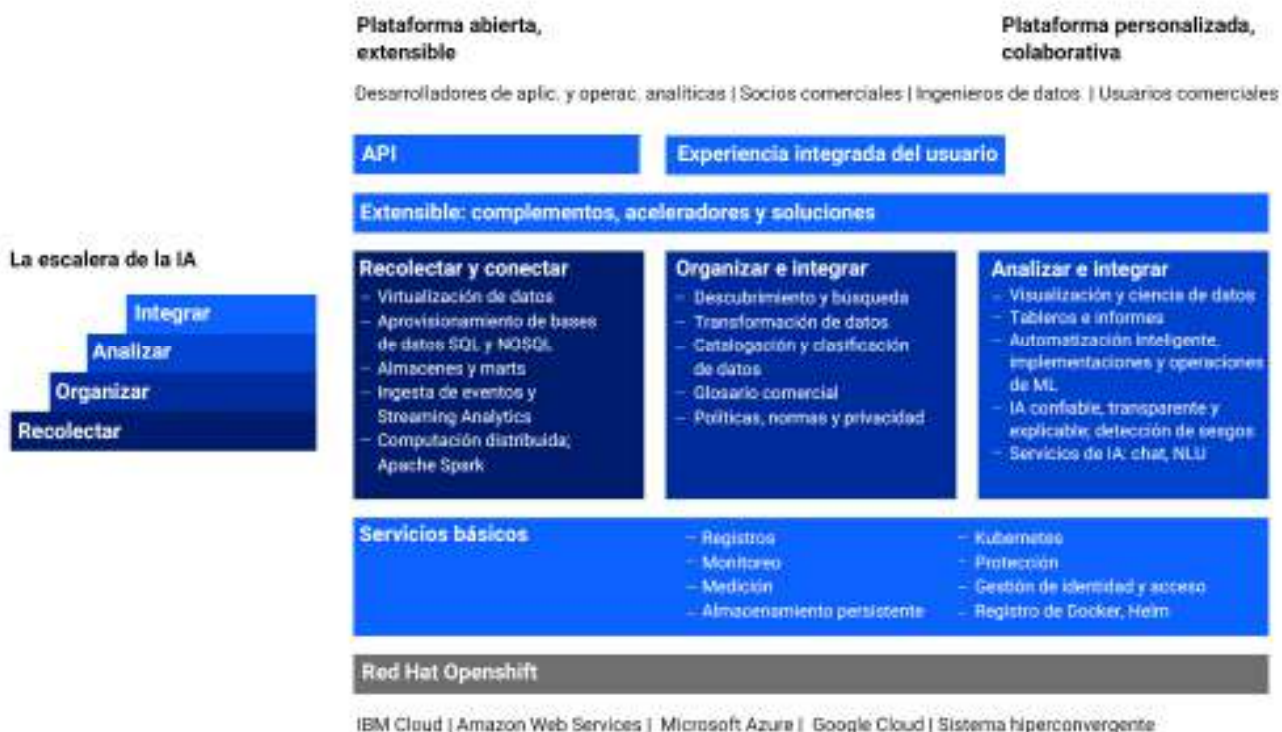 Plataforma abierta,
extensible
Plataforma personalizada,
colaborativa
Desarrolladores de aplic. y operac. analíticas | Socios comerciales | Ingenieros de datos | Usuarios comerciales
API
Experiencia integrada del usuario
Extensible: complementos, aceleradores y soluciones
La escalera de la IA
Integrar
Analizar
Organizar
Recolectar
Recolectar y conectar
– Virtualización de datos
– Aprovisionamiento de bases
de datos SQL y NOSQL
– Almacenes y marts
– Ingesta de eventos y
Streaming Analytics
– Computación distribuida;
Apache Spark
Organizar e integrar
– Descubrimiento y búsqueda
– Transformación de datos
– Catalogación y clasificación
de datos
– Glosario comercial
– Políticas, normas y privacidad
Analizar e integrar
– Visualización y ciencia de datos
– Tableros e informes
– Automatización inteligente,
implementaciones y operaciones
de ML
– IA confiable, transparente y
explicable; detección de sesgos
– Servicios de IA: chat, NLU
Servicios básicos
– Registros
– Monitoreo
– Medición
– Almacenamiento persistente
– Kubernetes
– Protección
– Gestión de identidad y acceso
– Registro de Docker, Helm
Red Hat Openshift
IBM Cloud | Amazon Web Services | Microsoft Azure | Google Cloud | Sistema hiperconvergente